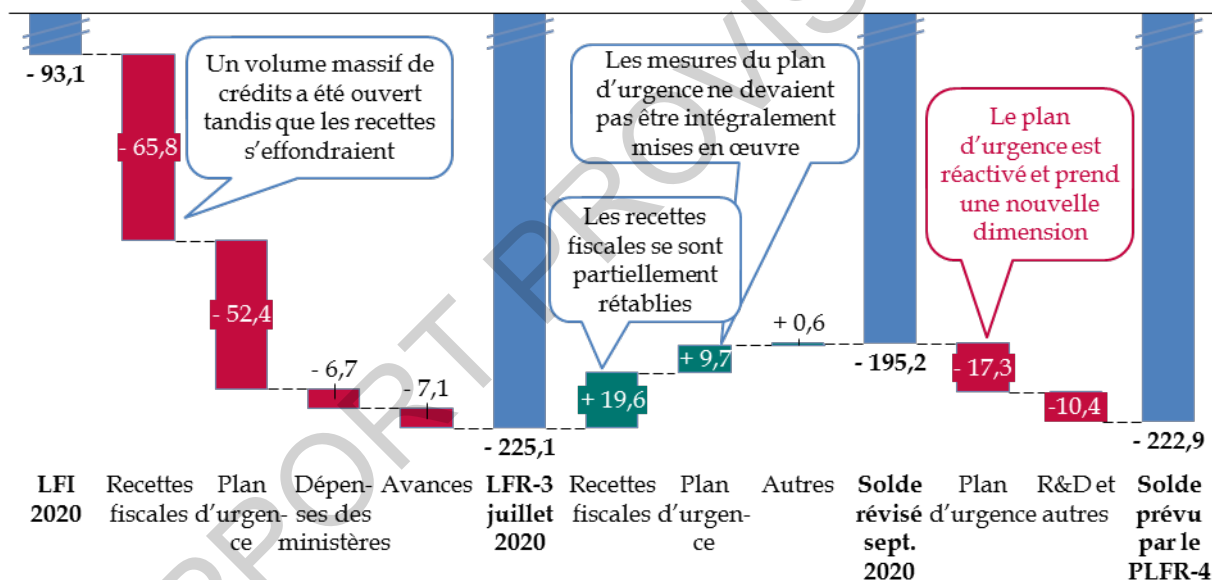 - 93,1
Un volume massif de
crédits a été ouvert
tandis que les recettes
s'effondraient
- 65,8
- 52,4
- 6,7
- 7,1
- 225,1
Les mesures du plan
d'urgence ne devaient
pas être intégralement
mises en œuvre
Les recettes
fiscales se sont
partiellement
rétablies
+ 19,6
+ 9,7
+ 0,6
- 195,2
Le plan
d'urgence est
réactivé et prend
une nouvelle
dimension
- 17,3
-10,4
- 222,9
LFI
2020
Recettes
fiscales
Plan
d'urgen-
ce
Dépen-
ses des
ministères
Avances
LFR-3
juillet
2020
Recettes
fiscales
Plan
d'urgen-
ce
Autres
Solde
révisé
sept.
2020
Plan
d'urgence
R&D et
autres
Solde
prévu
par le
PLFR-4
PPORT PROVIS